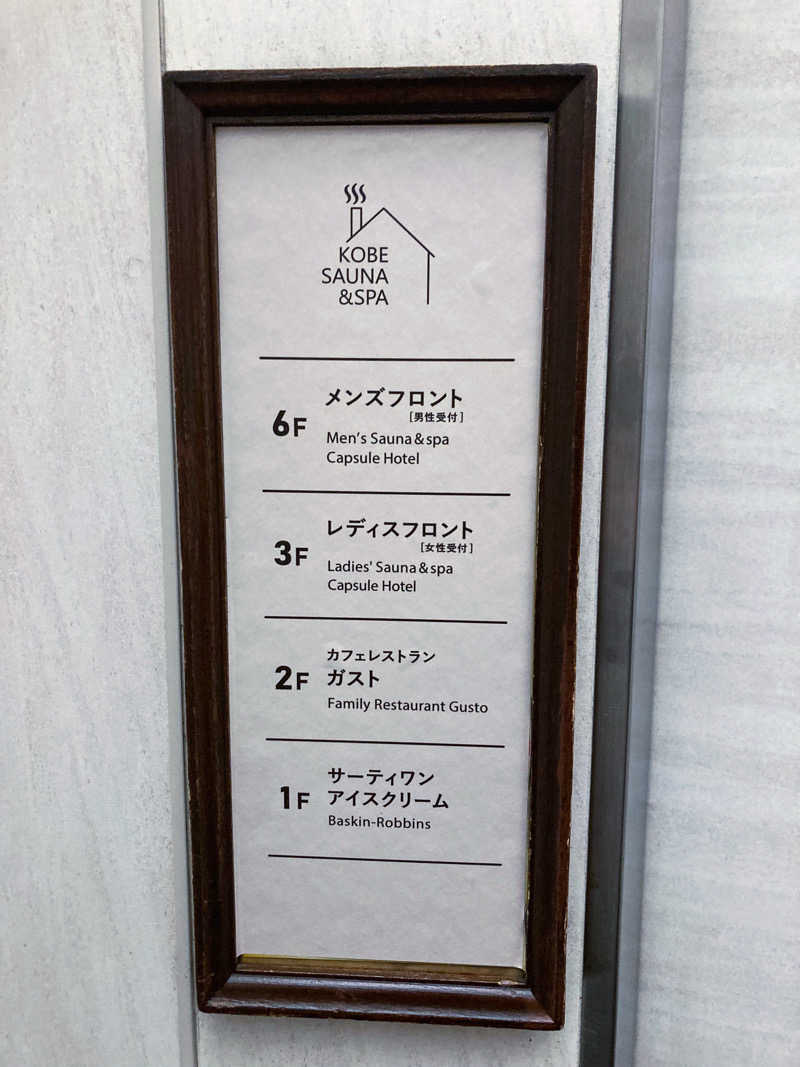 KOBE
SAUNA
&SPA
6F
メンズフロント
[男性受付]
Men's Sauna & spa
Capsule Hotel
3F
レディスフロント
[女性受付]
Ladies' Sauna & spa
Capsule Hotel
2F
カフェレストラン
ガスト
Family Restaurant Gusto
1F
サーティワン
アイスクリーム
Baskin-Robbins